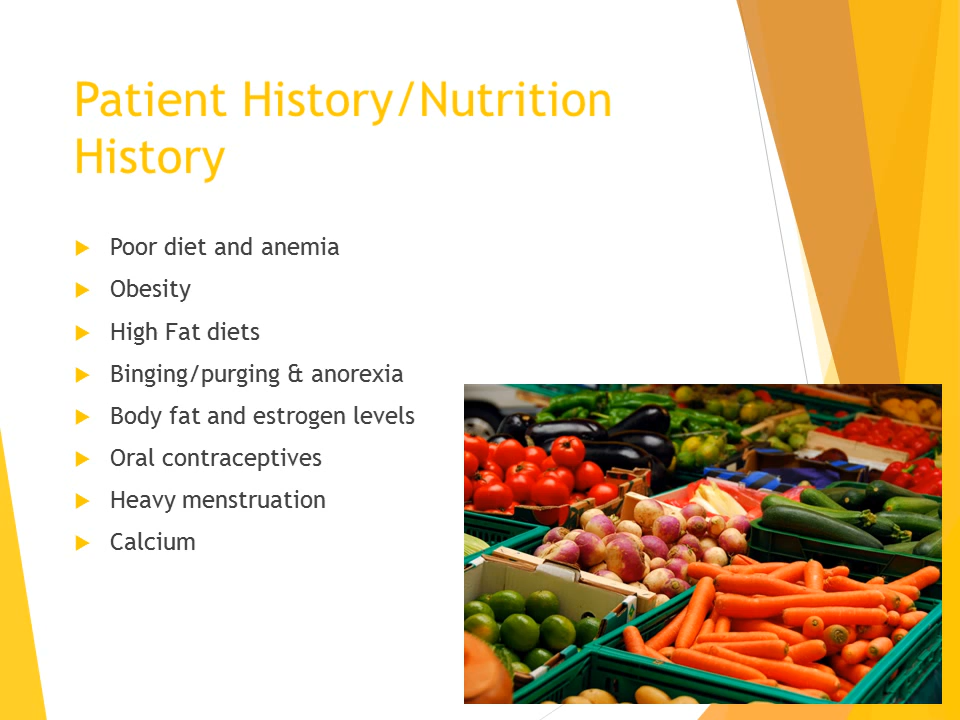 Patient History/Nutrition
History
Poor diet and anemia
Obesity
High Fat diets
Binging/purging & anorexia
Body fat and estrogen levels
Oral contraceptives
Heavy menstruation
Calcium